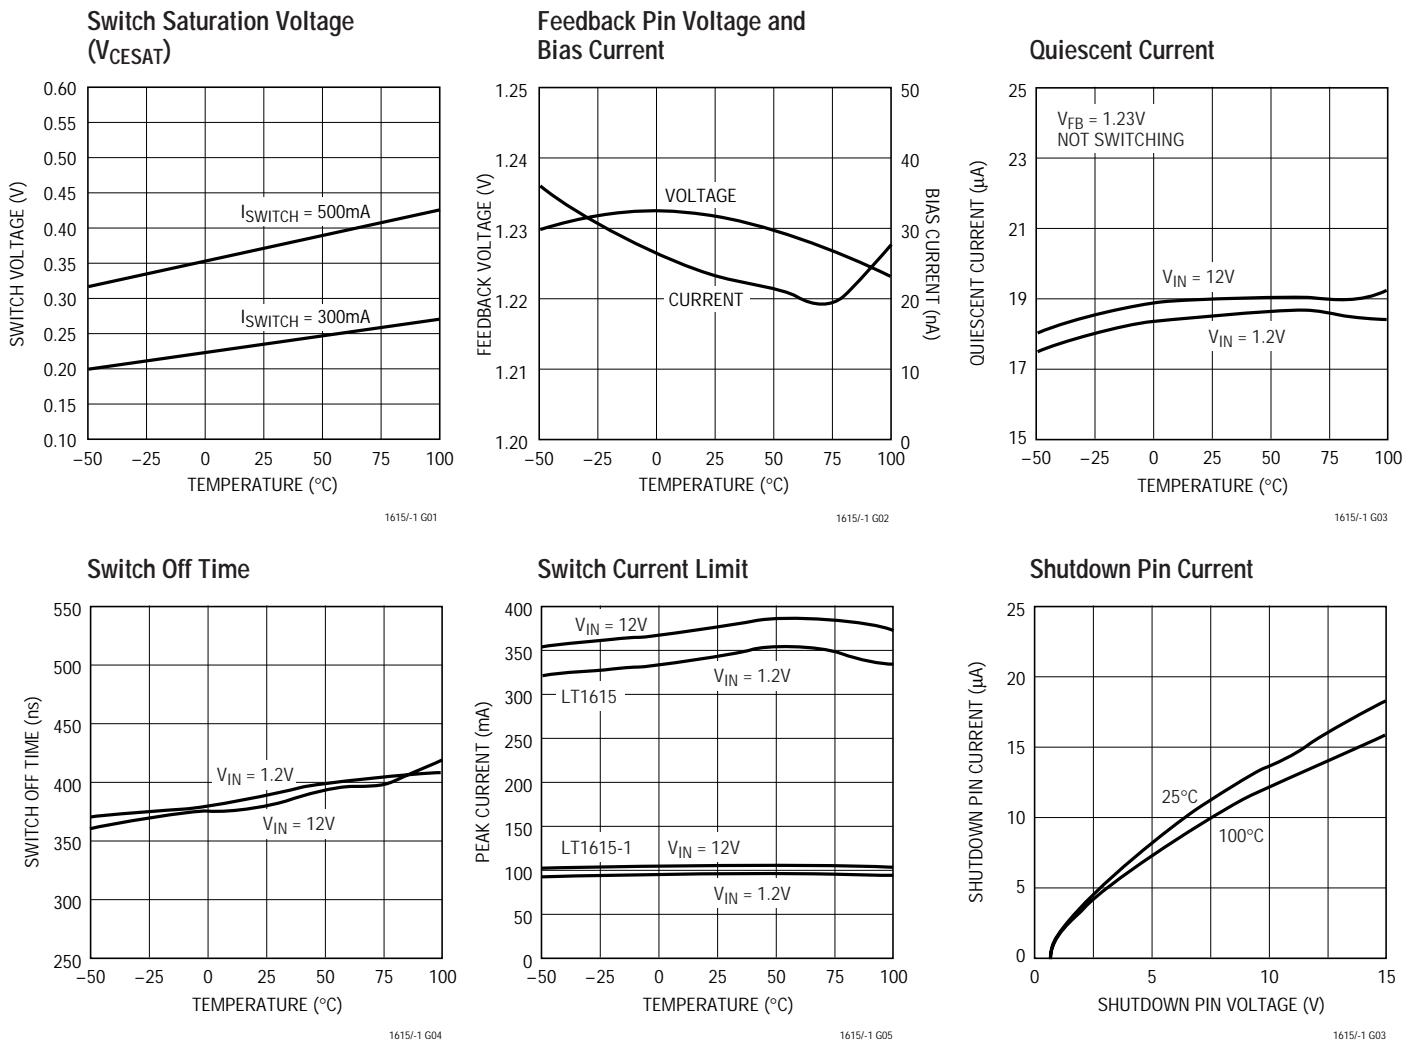 Switch Saturation Voltage
(VCESAT)
0.60
0.55
0.50
0.45
0.40
0.35
0.30
0.25
0.20
0.15
0.10
SWITCH VOLTAGE (V)
ISWITCH = 500mA
ISWITCH = 300mA
–50 –25 0 25 50 75 100
TEMPERATURE (°C)
1615/-1 G01
Feedback Pin Voltage and
Bias Current
1.25
1.24
1.23
1.22
1.21
1.20
FEEDBACK VOLTAGE (V)
VOLTAGE
CURRENT
50
40
30
20
10
0
BIAS CURRENT (nA)
–50 –25 0 25 50 75 100
TEMPERATURE (°C)
1615/-1 G02
Quiescent Current
25
23
21
19
17
15
QUIESCENT CURRENT (µA)
VFB = 1.23V
NOT SWITCHING
VIN = 12V
VIN = 1.2V
–50 –25 0 25 50 75 100
TEMPERATURE (°C)
1615/-1 G03
Switch Off Time
550
500
450
400
350
300
250
SWITCH OFF TIME (ns)
VIN = 1.2V
VIN = 12V
–50 –25 0 25 50 75 100
TEMPERATURE (°C)
1615/-1 G04
Switch Current Limit
400
350
300
250
200
150
100
50
0
PEAK CURRENT (mA)
VIN = 12V
VIN = 1.2V
LT1615
LT1615-1 VIN = 12V
VIN = 1.2V
–50 –25 0 25 50 75 100
TEMPERATURE (°C)
1615/-1 G05
Shutdown Pin Current
25
20
15
10
5
0
SHUTDOWN PIN CURRENT (µA)
25°C
100°C
0 5 10 15
SHUTDOWN PIN VOLTAGE (V)
1615/-1 G03